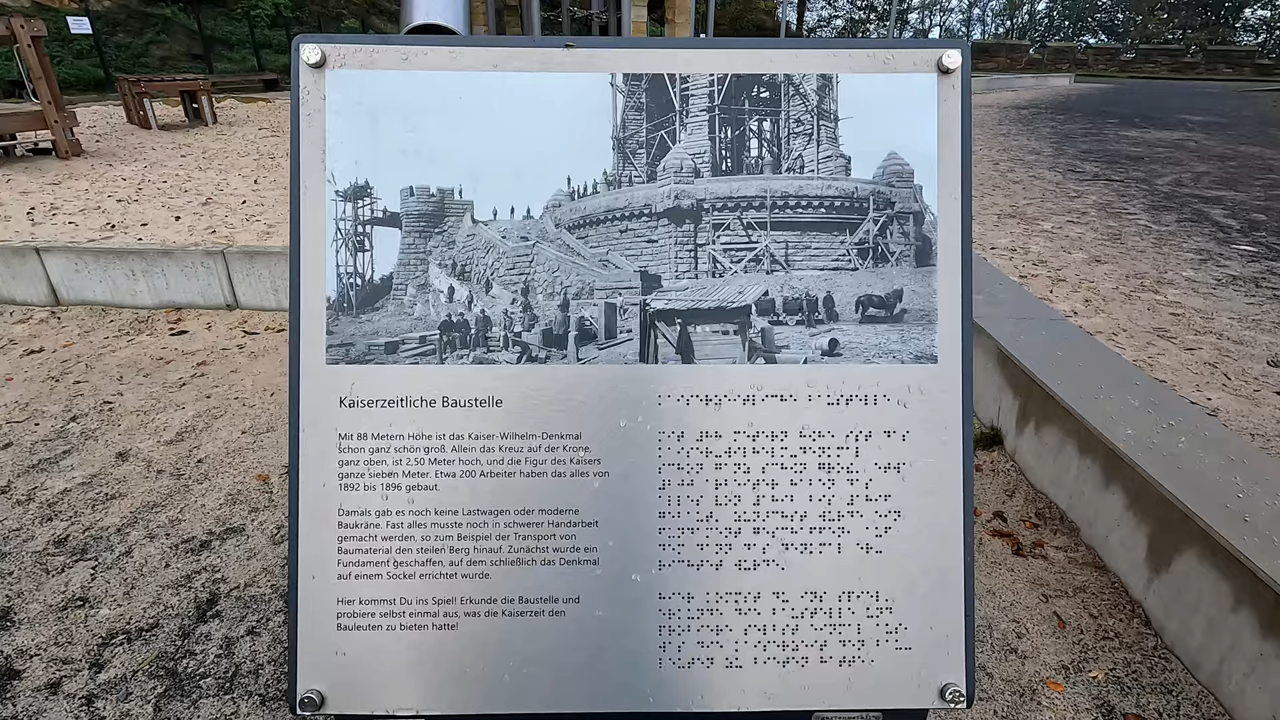 Kaiserzeitliche Baustelle
Mit 88 Metern Höhe ist das Kaiser-Wilhelm-Denkmal
schon ganz schön groß. Allein das Kreuz auf der Krone,
ganz oben, ist 2,50 Meter hoch, und die Figur des Kaisers
ganze sieben Meter. Etwa 200 Arbeiter haben das alles von
1892 bis 1896 gebaut.
Damals gab es noch keine Lastwagen oder moderne
Baukräne. Fast alles musste noch in schwerer Handarbeit
gemacht werden, so zum Beispiel der Transport von
Baumaterial den steilen Berg hinauf. Zunächst wurde ein
Fundament geschaffen, auf dem schließlich das Denkmal
auf einem Sockel errichtet wurde.
Hier kommst Du ins Spiel! Erkunde die Baustelle und
probiere selbst einmal aus, was die Kaiserzeit den
Bauleuten zu bieten hatte!